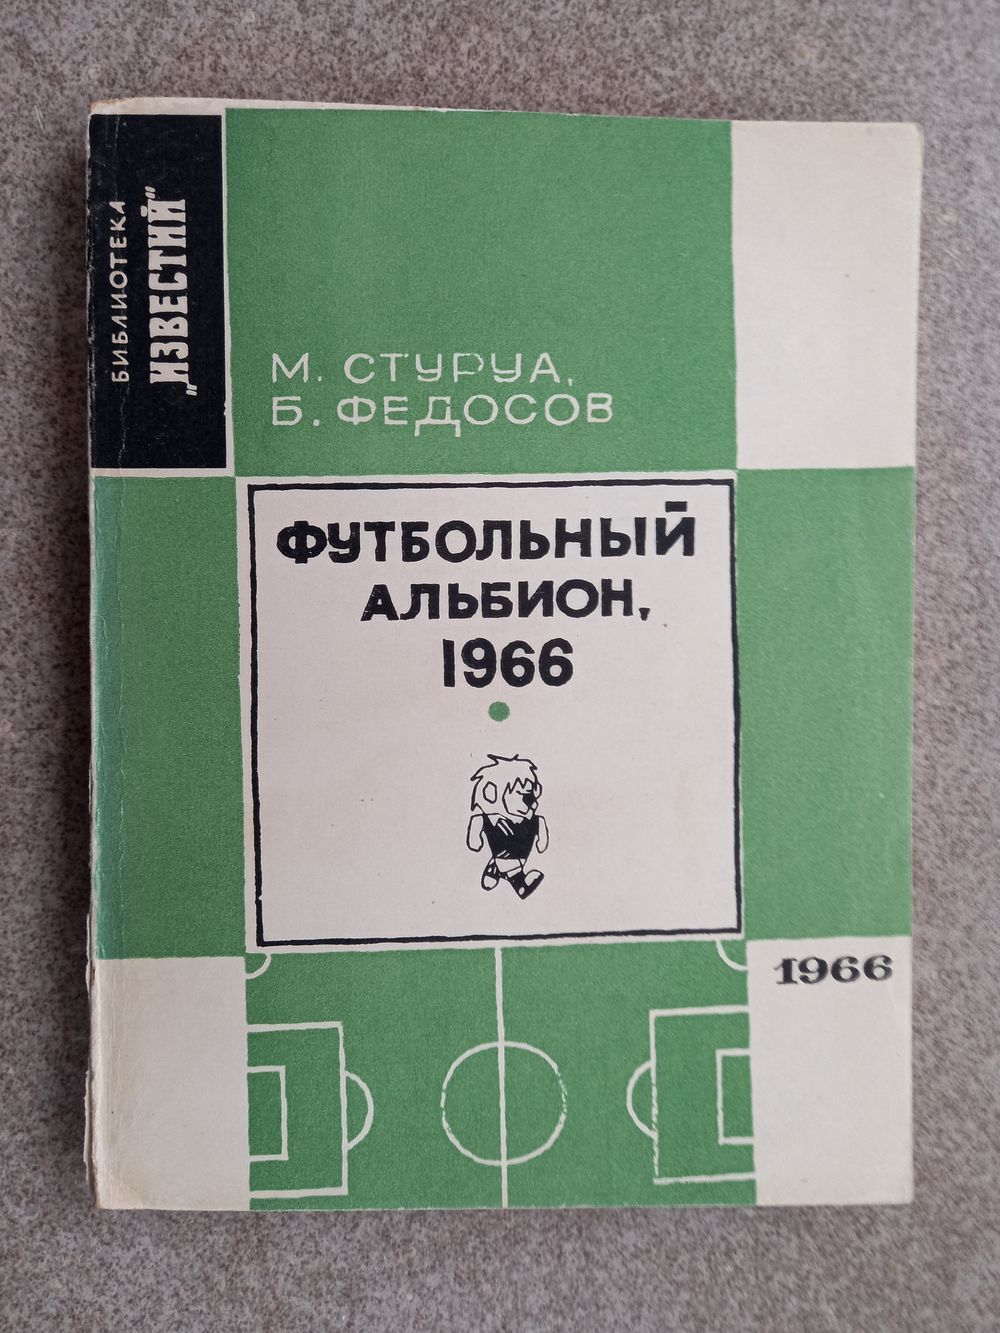 БИБЛИОТЕКА
„ИЗВЕСТИЙ"
М. СТУРУА,
Б. ФЕДОСОВ
ФУТБОЛЬНЫЙ
АЛЬБИОН,
1966
1966